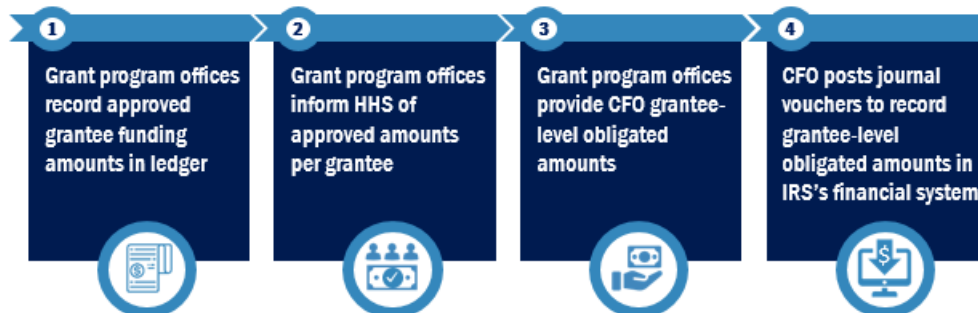 1
Grant program offices
record approved
grantee funding
amounts in ledger
2
Grant program offices
inform HHS of
approved amounts
per grantee
3
Grant program offices
provide CFO grantee-
level obligated
amounts
4
CFO posts journal
vouchers to record
grantee-level
obligated amounts in
IRS's financial system
$
$